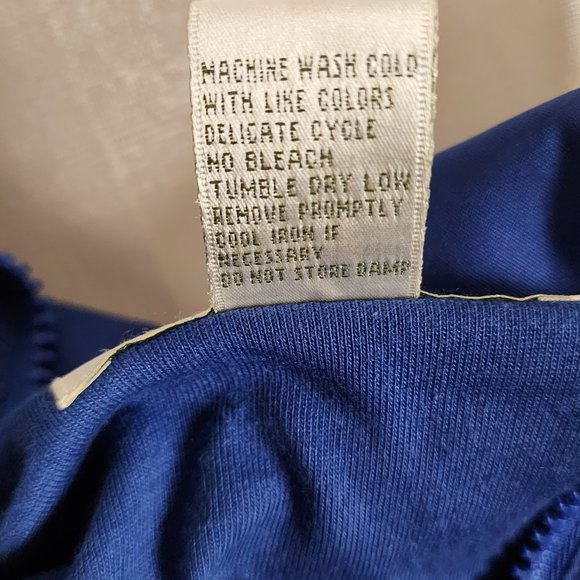 MACHINE WASH COLD
WITH LIKE COLORS
DELICATE CYCLE
NO BLEACH
TUMBLE DRY LOW
REMOVE PROMPTLY
COOL IRON IF
NECESSARY
DO NOT STORE DAMP